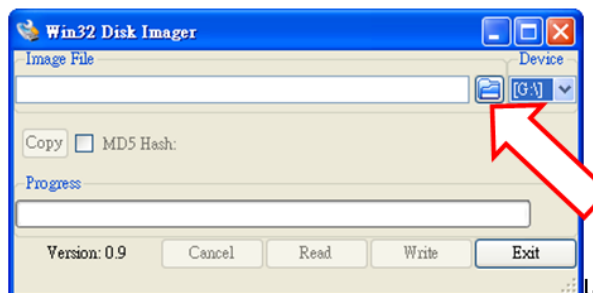 Win32 Disk Imager
Image File
Device
[G:\]
Copy
MD5 Hash:
Progress
Version: 0.9
Cancel
Read
Write
Exit